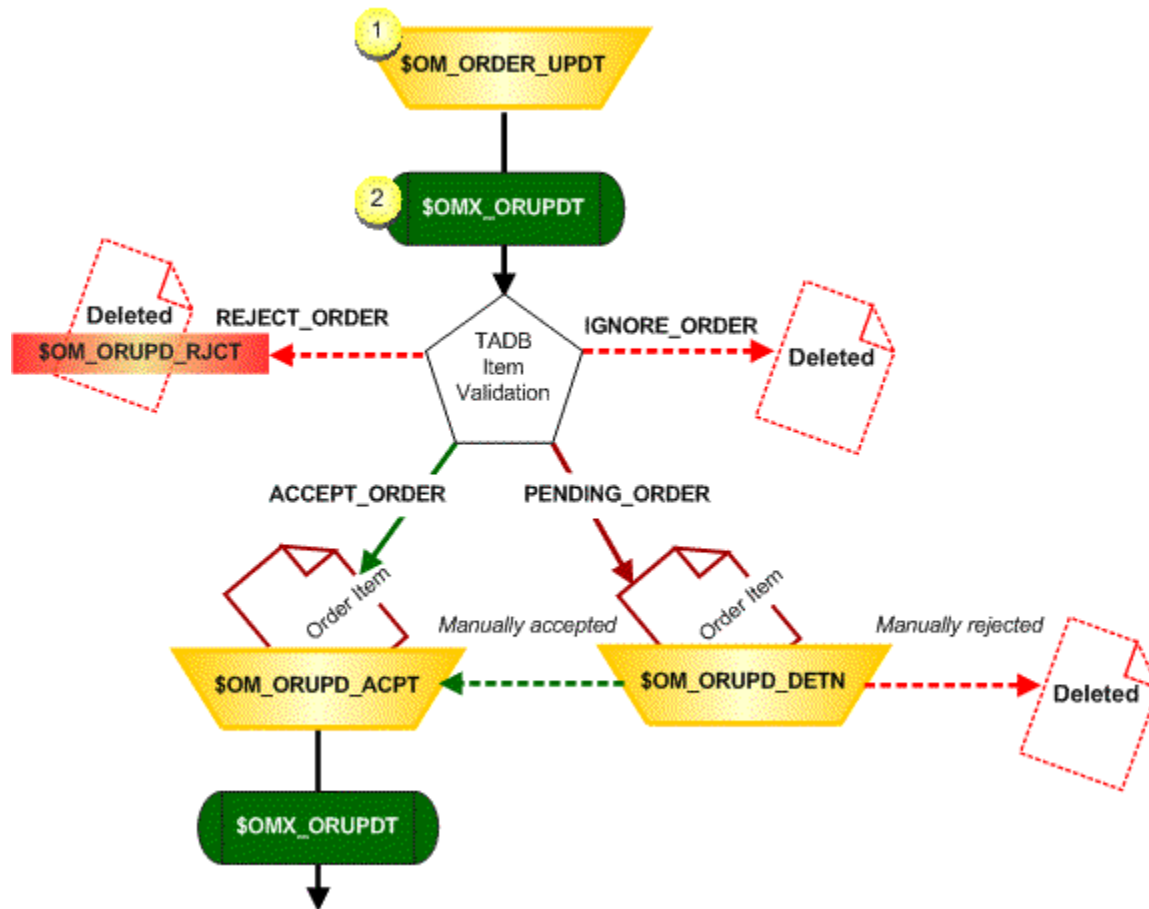 1
$OM_ORDER_UPDT
2
$OMX_ORUPDT
Deleted
REJECT_ORDER
$OM_ORUPD_RJCT
TADB
Item
Validation
IGNORE_ORDER
Deleted
ACCEPT_ORDER
PENDING_ORDER
Order Item
Order Item
Manually accepted
Manually rejected
$OM_ORUPD_ACPT
$OM_ORUPD_DETN
Deleted
$OMX_ORUPDT